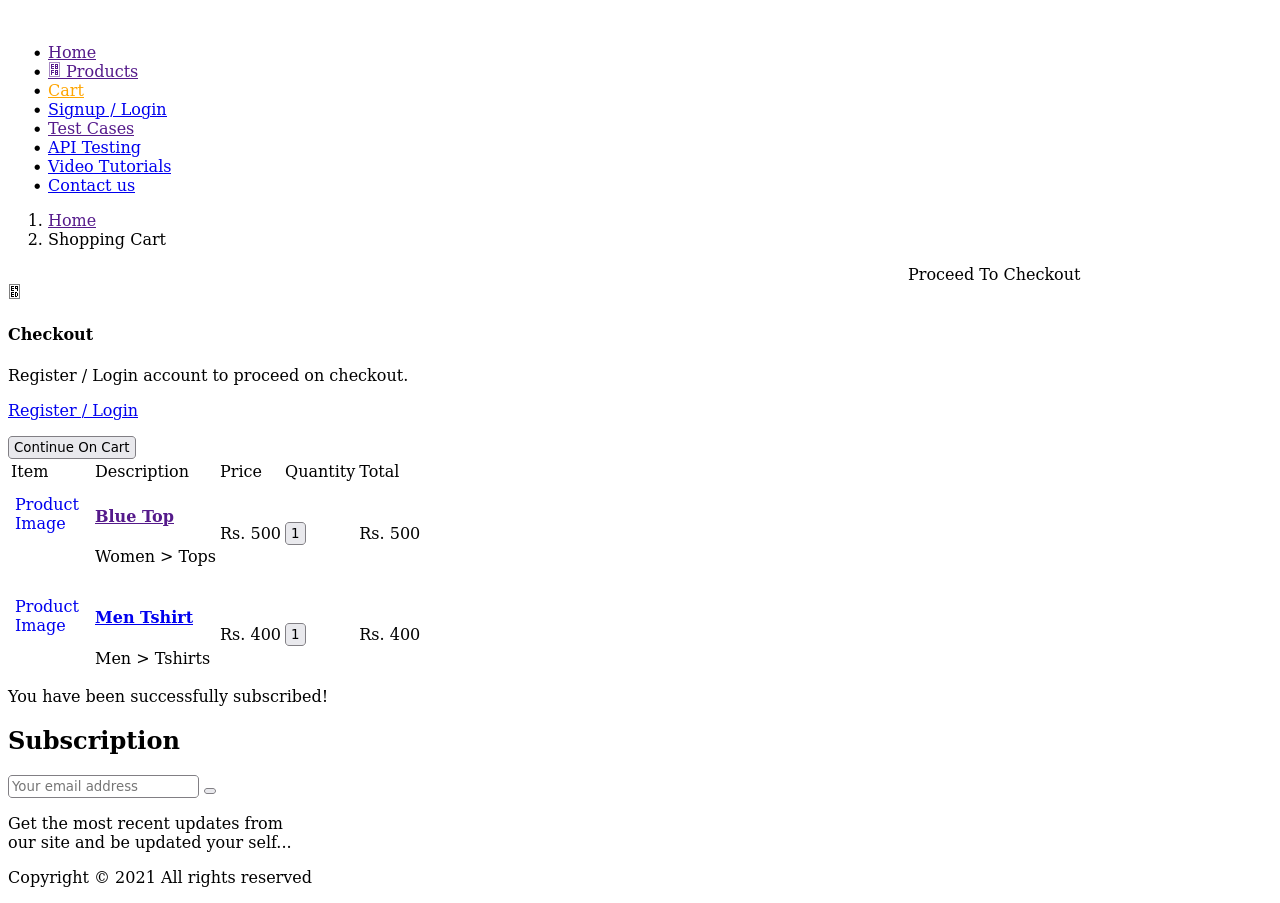 Home
Products
Cart
Signup / Login
Test Cases
API Testing
Video Tutorials
Contact us
1. Home
2. Shopping Cart
Proceed To Checkout
Checkout
Register / Login account to proceed on checkout.
Register / Login
Continue On Cart
Item Description Price Quantity Total
Product Image Blue Top Rs. 500 1 Rs. 500
Women > Tops
Product Image Men Tshirt Rs. 400 1 Rs. 400
Men > Tshirts
You have been successfully subscribed!
Subscription
Your email address
Get the most recent updates from
our site and be updated your self...
Copyright © 2021 All rights reserved